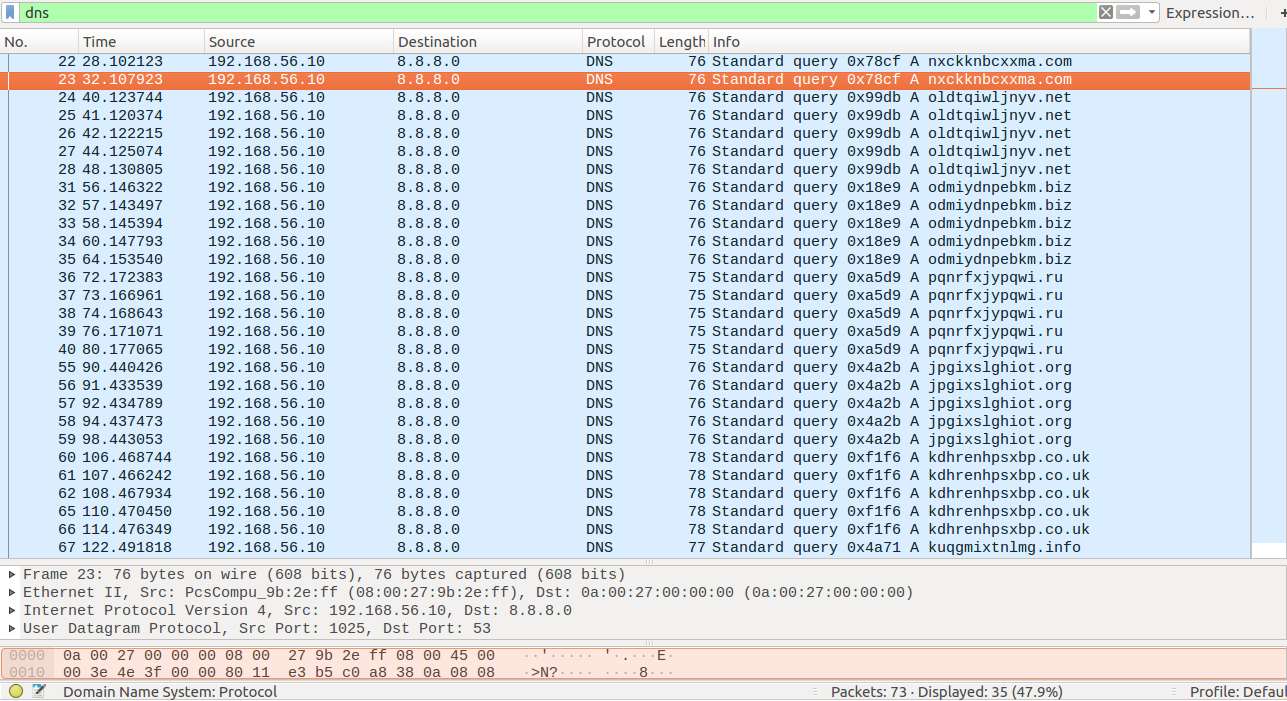 dns Expression… +
No. Time Source Destination Protocol Length Info
22 28.102123 192.168.56.10 8.8.8.0 DNS 76 Standard query 0x78cf A nxckknbcxxma.com
23 32.107923 192.168.56.10 8.8.8.0 DNS 76 Standard query 0x78cf A nxckknbcxxma.com
24 40.123744 192.168.56.10 8.8.8.0 DNS 76 Standard query 0x99db A oldtqiwljnyv.net
25 41.120374 192.168.56.10 8.8.8.0 DNS 76 Standard query 0x99db A oldtqiwljnyv.net
26 42.122215 192.168.56.10 8.8.8.0 DNS 76 Standard query 0x99db A oldtqiwljnyv.net
27 44.125074 192.168.56.10 8.8.8.0 DNS 76 Standard query 0x99db A oldtqiwljnyv.net
28 48.130805 192.168.56.10 8.8.8.0 DNS 76 Standard query 0x99db A oldtqiwljnyv.net
31 56.146322 192.168.56.10 8.8.8.0 DNS 76 Standard query 0x18e9 A odmiydnpebkm.biz
32 57.143497 192.168.56.10 8.8.8.0 DNS 76 Standard query 0x18e9 A odmiydnpebkm.biz
33 58.145394 192.168.56.10 8.8.8.0 DNS 76 Standard query 0x18e9 A odmiydnpebkm.biz
34 60.147793 192.168.56.10 8.8.8.0 DNS 76 Standard query 0x18e9 A odmiydnpebkm.biz
35 64.153540 192.168.56.10 8.8.8.0 DNS 76 Standard query 0x18e9 A odmiydnpebkm.biz
36 72.172383 192.168.56.10 8.8.8.0 DNS 75 Standard query 0xa5d9 A pqnrfxjypqwi.ru
37 73.166961 192.168.56.10 8.8.8.0 DNS 75 Standard query 0xa5d9 A pqnrfxjypqwi.ru
38 74.168643 192.168.56.10 8.8.8.0 DNS 75 Standard query 0xa5d9 A pqnrfxjypqwi.ru
39 76.171071 192.168.56.10 8.8.8.0 DNS 75 Standard query 0xa5d9 A pqnrfxjypqwi.ru
40 80.177065 192.168.56.10 8.8.8.0 DNS 75 Standard query 0xa5d9 A pqnrfxjypqwi.ru
55 90.440426 192.168.56.10 8.8.8.0 DNS 76 Standard query 0x4a2b A jpgixslghiot.org
56 91.433539 192.168.56.10 8.8.8.0 DNS 76 Standard query 0x4a2b A jpgixslghiot.org
57 92.434789 192.168.56.10 8.8.8.0 DNS 76 Standard query 0x4a2b A jpgixslghiot.org
58 94.437473 192.168.56.10 8.8.8.0 DNS 76 Standard query 0x4a2b A jpgixslghiot.org
59 98.443053 192.168.56.10 8.8.8.0 DNS 76 Standard query 0x4a2b A jpgixslghiot.org
60 106.468744 192.168.56.10 8.8.8.0 DNS 78 Standard query 0xf1f6 A kdhrenhpsxbp.co.uk
61 107.466242 192.168.56.10 8.8.8.0 DNS 78 Standard query 0xf1f6 A kdhrenhpsxbp.co.uk
62 108.467934 192.168.56.10 8.8.8.0 DNS 78 Standard query 0xf1f6 A kdhrenhpsxbp.co.uk
65 110.470450 192.168.56.10 8.8.8.0 DNS 78 Standard query 0xf1f6 A kdhrenhpsxbp.co.uk
66 114.476349 192.168.56.10 8.8.8.0 DNS 78 Standard query 0xf1f6 A kdhrenhpsxbp.co.uk
67 122.491818 192.168.56.10 8.8.8.0 DNS 77 Standard query 0x4a71 A kuqgmixtnlmg.info
Frame 23: 76 bytes on wire (608 bits), 76 bytes captured (608 bits)
Ethernet II, Src: PcsCompu_9b:2e:ff (08:00:27:9b:2e:ff), Dst: 0a:00:27:00:00:00 (0a:00:27:00:00:00)
Internet Protocol Version 4, Src: 192.168.56.10, Dst: 8.8.8.0
User Datagram Protocol, Src Port: 1025, Dst Port: 53
0000 0a 00 27 00 00 00 08 00 27 9b 2e ff 08 00 45 00 ··'····· '·.···E·
0010 00 3e 4e 3f 00 00 80 11 e3 b5 c0 a8 38 0a 08 08 ·>N?···· ····8···
Domain Name System: Protocol Packets: 73 · Displayed: 35 (47.9%) Profile: Defaul